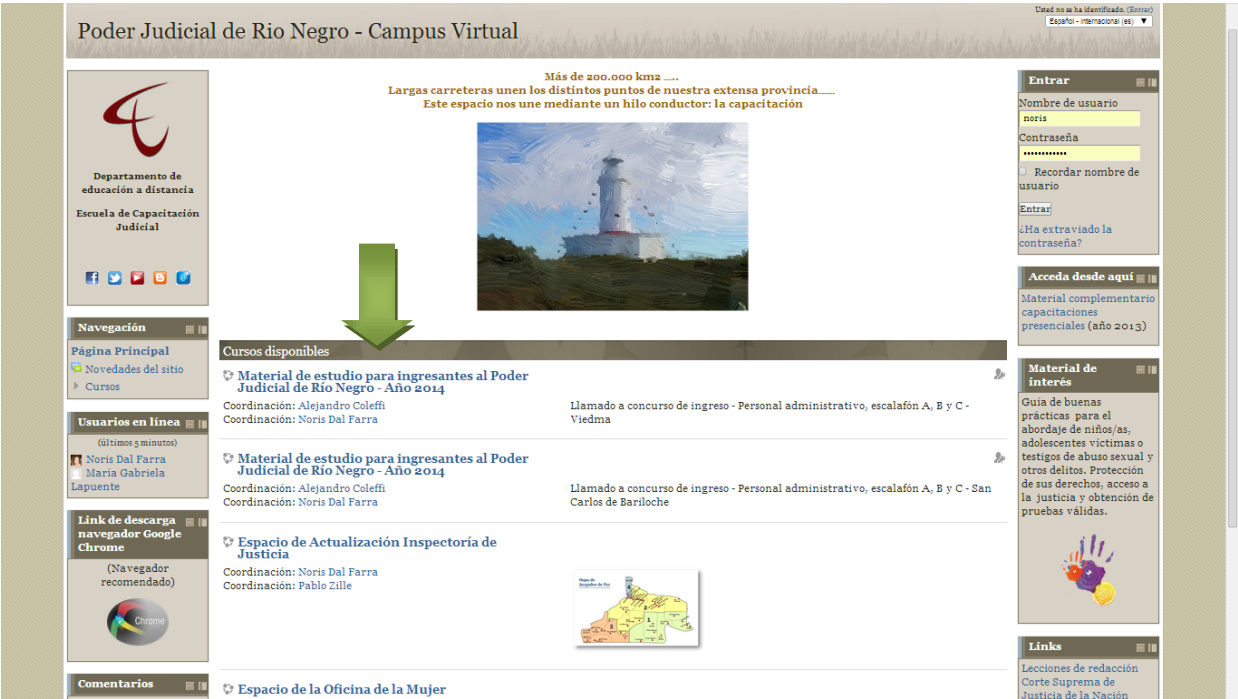 Usted no se ha identificado. (Entrar)
Español - Internacional (es)
Poder Judicial de Rio Negro - Campus Virtual
Departamento de
educación a distancia
Escuela de Capacitación
Judicial
Navegación
Página Principal
Novedades del sitio
Cursos
Usuarios en línea
(últimos 5 minutos)
Noris Dal Farra
María Gabriela
Lapuente
Link de descarga
navegador Google
Chrome
(Navegador
recomendado)
Chrome
Comentarios
Más de 200.000 km2 .....
Largas carreteras unen los distintos puntos de nuestra extensa provincia......
Este espacio nos une mediante un hilo conductor: la capacitación
Cursos disponibles
Material de estudio para ingresantes al Poder
Judicial de Río Negro - Año 2014
Coordinación: Alejandro Coleffi
Coordinación: Noris Dal Farra
Llamado a concurso de ingreso - Personal administrativo, escalafón A, B y C -
Viedma
Material de estudio para ingresantes al Poder
Judicial de Río Negro - Año 2014
Coordinación: Alejandro Coleffi
Coordinación: Noris Dal Farra
Llamado a concurso de ingreso - Personal administrativo, escalafón A, B y C - San
Carlos de Bariloche
Espacio de Actualización Inspectoría de
Justicia
Coordinación: Noris Dal Farra
Coordinación: Pablo Zille
Mapa de
Juzgados de Paz
Espacio de la Oficina de la Mujer
Entrar
Nombre de usuario
noris
Contraseña
Recordar nombre de
usuario
Entrar
¿Ha extraviado la
contraseña?
Acceda desde aquí
Material complementario
capacitaciones
presenciales (año 2013)
Material de
interés
Guía de buenas
prácticas para el
abordaje de niños/as,
adolescentes víctimas o
testigos de abuso sexual y
otros delitos. Protección
de sus derechos, acceso a
la justicia y obtención de
pruebas válidas.
Links
Lecciones de redacción
Corte Suprema de
Justicia de la Nación